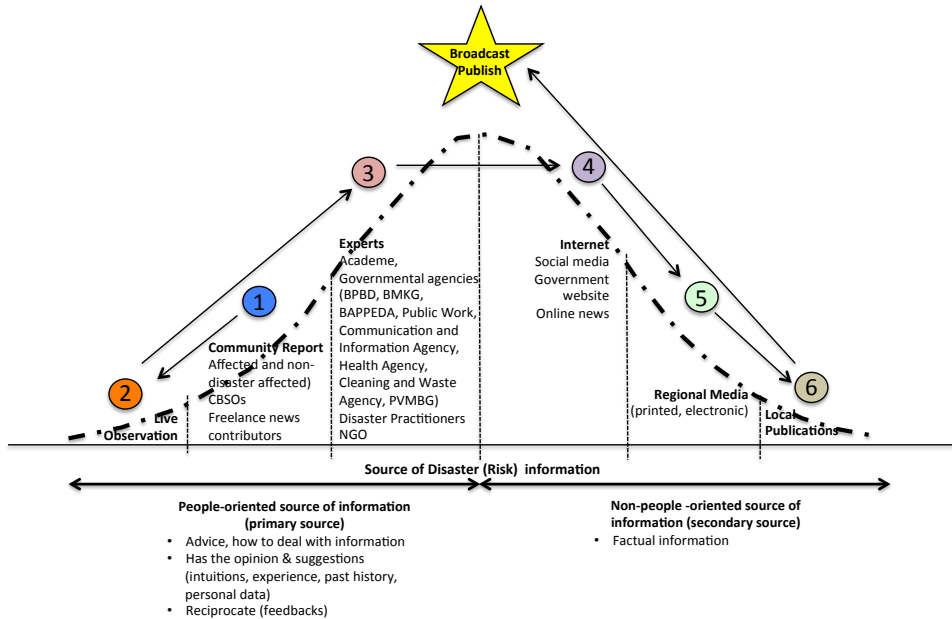 Broadcast
Publish
3
4
1
5
2
6
Experts
Academe,
Governmental agencies
(BPBD, BMKG,
BAPPEDA, Public Work,
Communication and
Information Agency,
Health Agency,
Cleaning and Waste
Agency, PVMBG)
Disaster Practitioners
NGO
Internet
Social media
Government
website
Online news
Community Report
Affected and non-
disaster affected)
CBSOs
Freelance news
contributors
Live
Observation
Regional Media
(printed, electronic)
Local
Publications
Source of Disaster (Risk) information
People-oriented source of information
(primary source)
• Advice, how to deal with information
• Has the opinion & suggestions
(intuitions, experience, past history,
personal data)
• Reciprocate (feedbacks)
Non-people -oriented source of
information (secondary source)
• Factual information